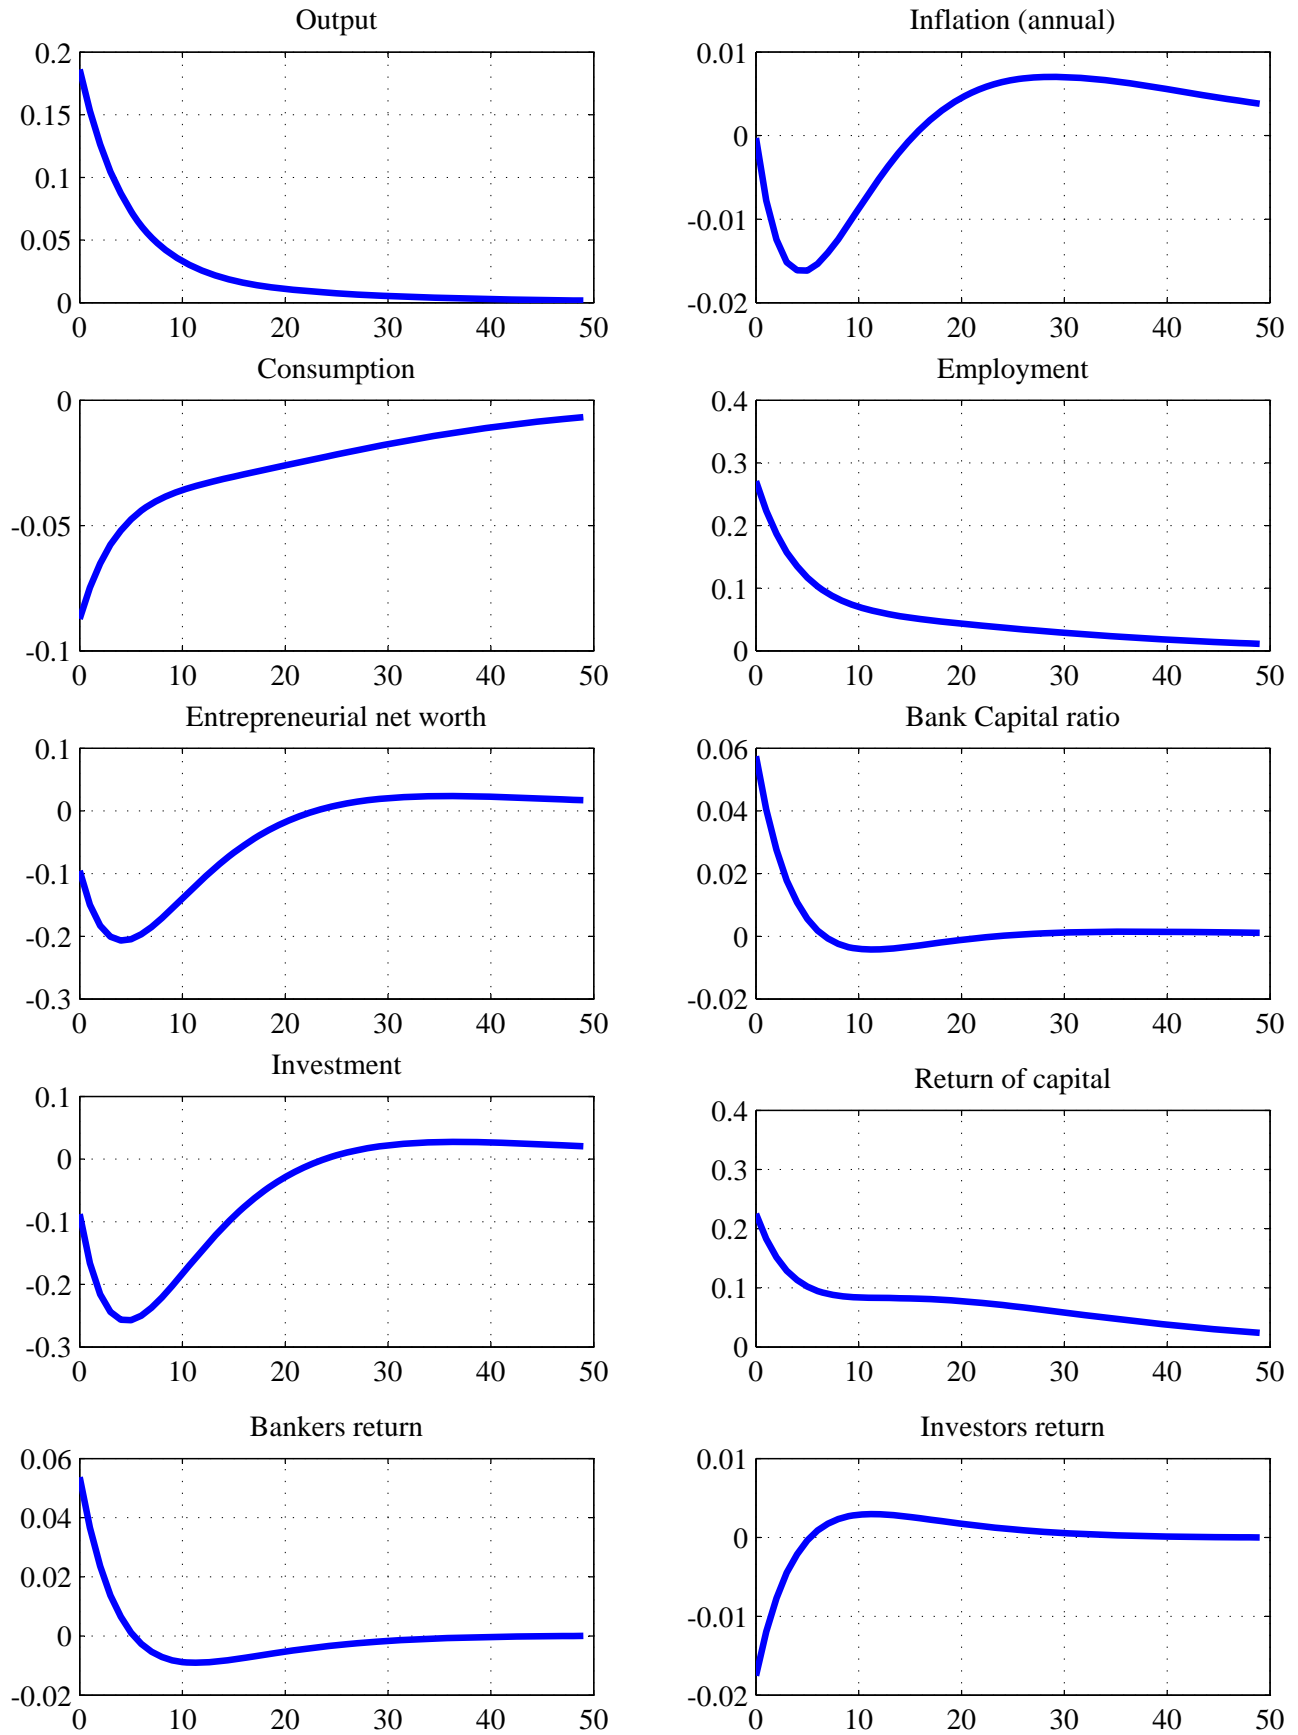 Output
0.2
0.15
0.1
0.05
0
0 10 20 30 40 50
Inflation (annual)
0.01
0
-0.01
-0.02
0 10 20 30 40 50
Consumption
0
-0.05
-0.1
0 10 20 30 40 50
Employment
0.4
0.3
0.2
0.1
0
0 10 20 30 40 50
Entrepreneurial net worth
0.1
0
-0.1
-0.2
-0.3
0 10 20 30 40 50
Bank Capital ratio
0.06
0.04
0.02
0
-0.02
0 10 20 30 40 50
Investment
0.1
0
-0.1
-0.2
-0.3
0 10 20 30 40 50
Return of capital
0.4
0.3
0.2
0.1
0
0 10 20 30 40 50
Bankers return
0.06
0.04
0.02
0
-0.02
0 10 20 30 40 50
Investors return
0.01
0
-0.01
-0.02
0 10 20 30 40 50